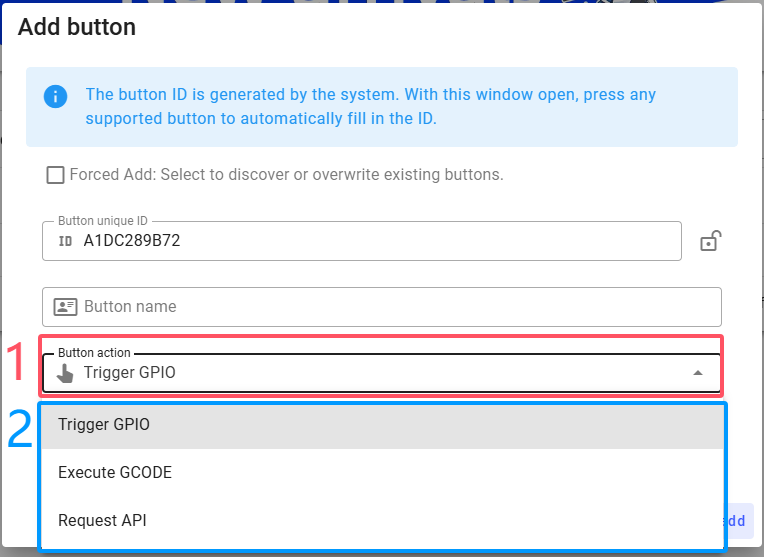 Add button
The button ID is generated by the system. With this window open, press any
supported button to automatically fill in the ID.
Forced Add: Select to discover or overwrite existing buttons.
Button unique ID
ID A1DC289B72
Button name
1
Button action
Trigger GPIO
2
Trigger GPIO
Execute GCODE
Request API